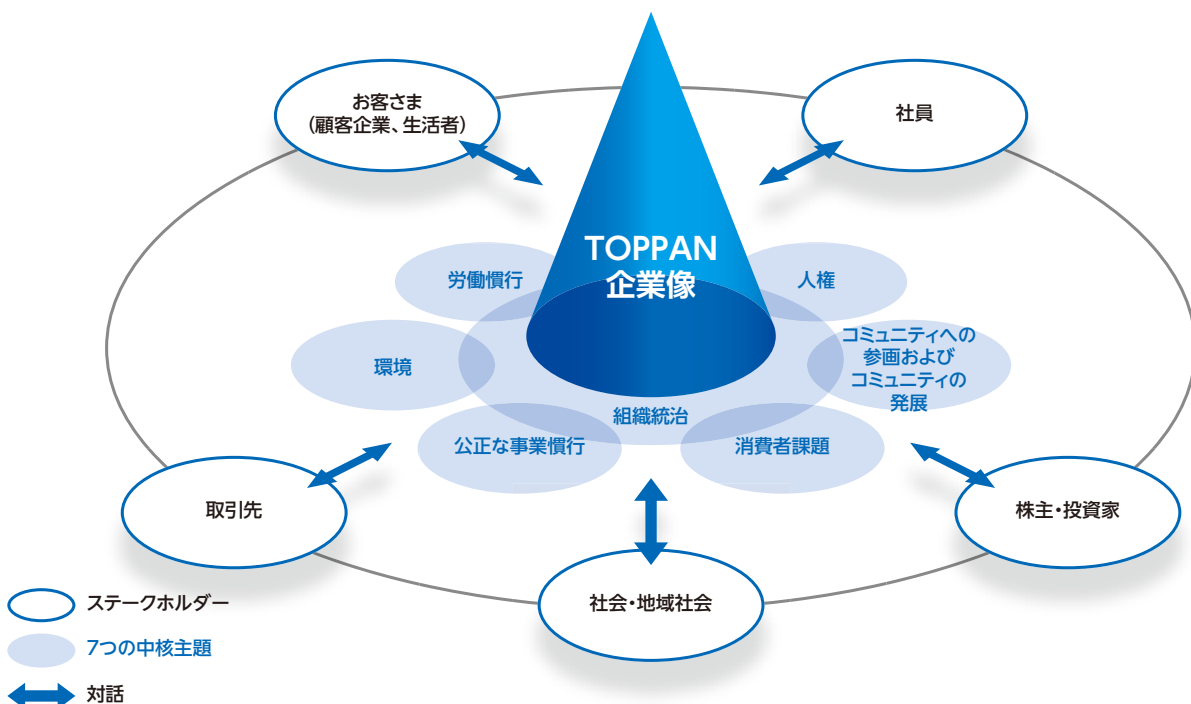 お客さま
(顧客企業、生活者)
社員
TOPPAN
企業像
労働慣行
人権
環境
コミュニティへの
参画および
コミュニティの
発展
組織統治
公正な事業慣行
消費者課題
取引先
株主・投資家
社会・地域社会
ステークホルダー
7つの中核主題
対話